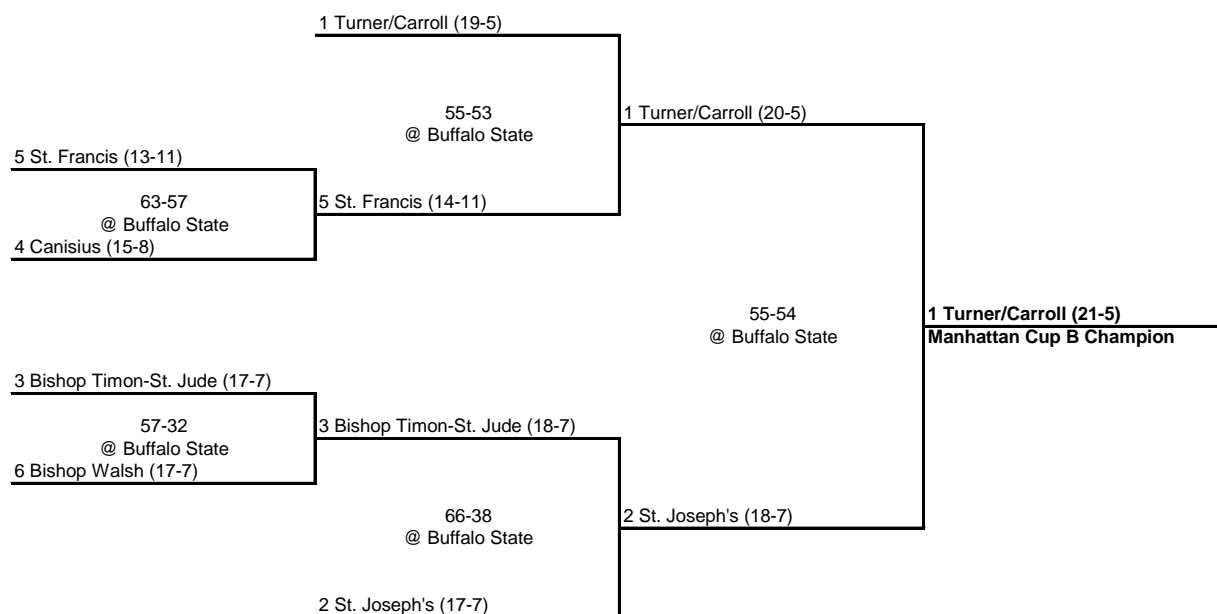 1 Turner/Carroll (19-5)
55-53
@ Buffalo State
1 Turner/Carroll (20-5)
5 St. Francis (13-11)
63-57
@ Buffalo State
5 St. Francis (14-11)
4 Canisius (15-8)
55-54
@ Buffalo State
1 Turner/Carroll (21-5)
Manhattan Cup B Champion
3 Bishop Timon-St. Jude (17-7)
57-32
@ Buffalo State
3 Bishop Timon-St. Jude (18-7)
6 Bishop Walsh (17-7)
66-38
@ Buffalo State
2 St. Joseph's (18-7)
2 St. Joseph's (17-7)